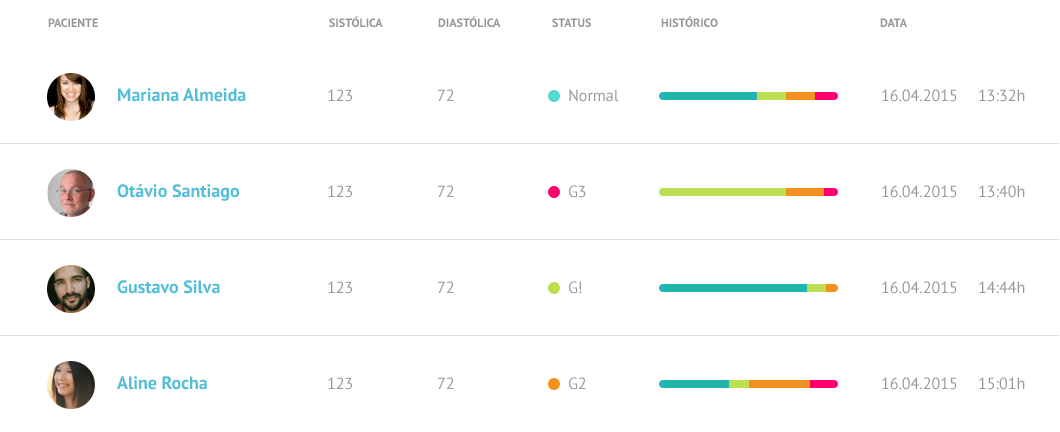 PACIENTE SISTÓLICA DIASTÓLICA STATUS HISTÓRICO DATA
Mariana Almeida 123 72 Normal 16.04.2015 13:32h
Otávio Santiago 123 72 G3 16.04.2015 13:40h
Gustavo Silva 123 72 G! 16.04.2015 14:44h
Aline Rocha 123 72 G2 16.04.2015 15:01h